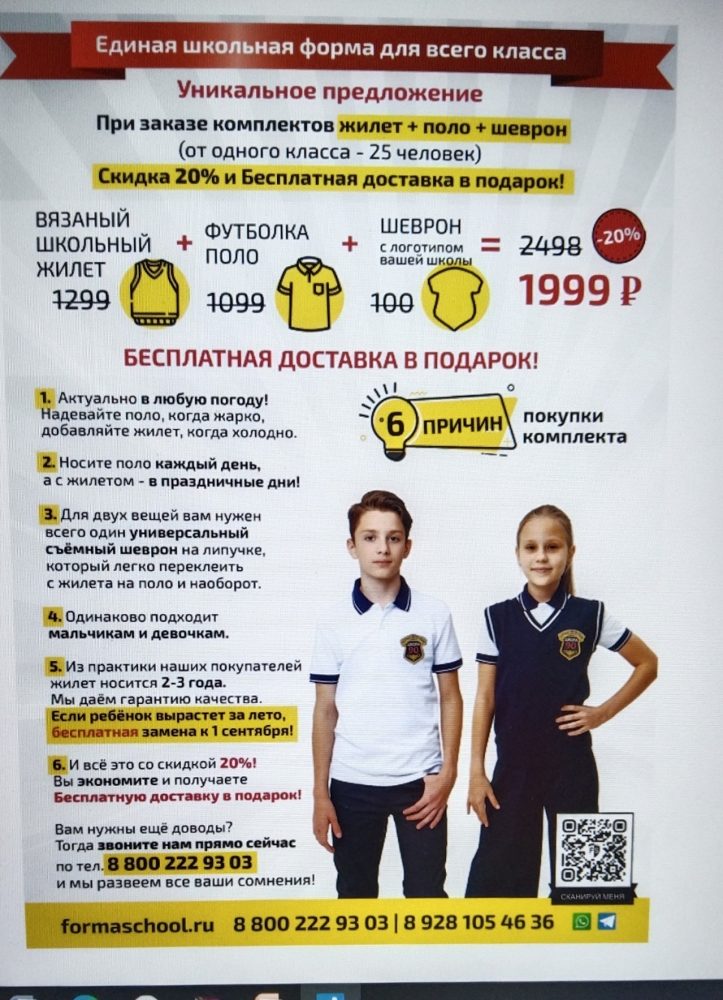 Единая школьная форма для всего класса
Уникальное предложение
При заказе комплектов жилет + поло + шеврон
(от одного класса - 25 человек)
Скидка 20% и Бесплатная доставка в подарок!
ВЯЗАНЫЙ
ШКОЛЬНЫЙ
ЖИЛЕТ
1299
+
ФУТБОЛКА
ПОЛО
1099
+
ШЕВРОН
с логотипом
вашей школы
100
=
2498
-20%
1999 ₽
БЕСПЛАТНАЯ ДОСТАВКА В ПОДАРОК!
6 ПРИЧИН
покупки
комплекта
1. Актуально в любую погоду!
Надевайте поло, когда жарко,
добавляйте жилет, когда холодно.
2. Носите поло каждый день,
а с жилетом - в праздничные дни!
3. Для двух вещей вам нужен
всего один универсальный
съёмный шеврон на липучке,
который легко переклеить
с жилета на поло и наоборот.
4. Одинаково подходит
мальчикам и девочкам.
5. Из практики наших покупателей
жилет носится 2-3 года.
Мы даём гарантию качества.
Если ребёнок вырастет за лето,
бесплатная замена к 1 сентября!
6. И всё это со скидкой 20%!
Вы экономите и получаете
Бесплатную доставку в подарок!
Вам нужны ещё доводы?
Тогда звоните нам прямо сейчас
по тел. 8 800 222 93 03
и мы развеем все ваши сомнения!
90
90
СКАНИРУЙ МЕНЯ
formaschool.ru 8 800 222 93 03 | 8 928 105 46 36